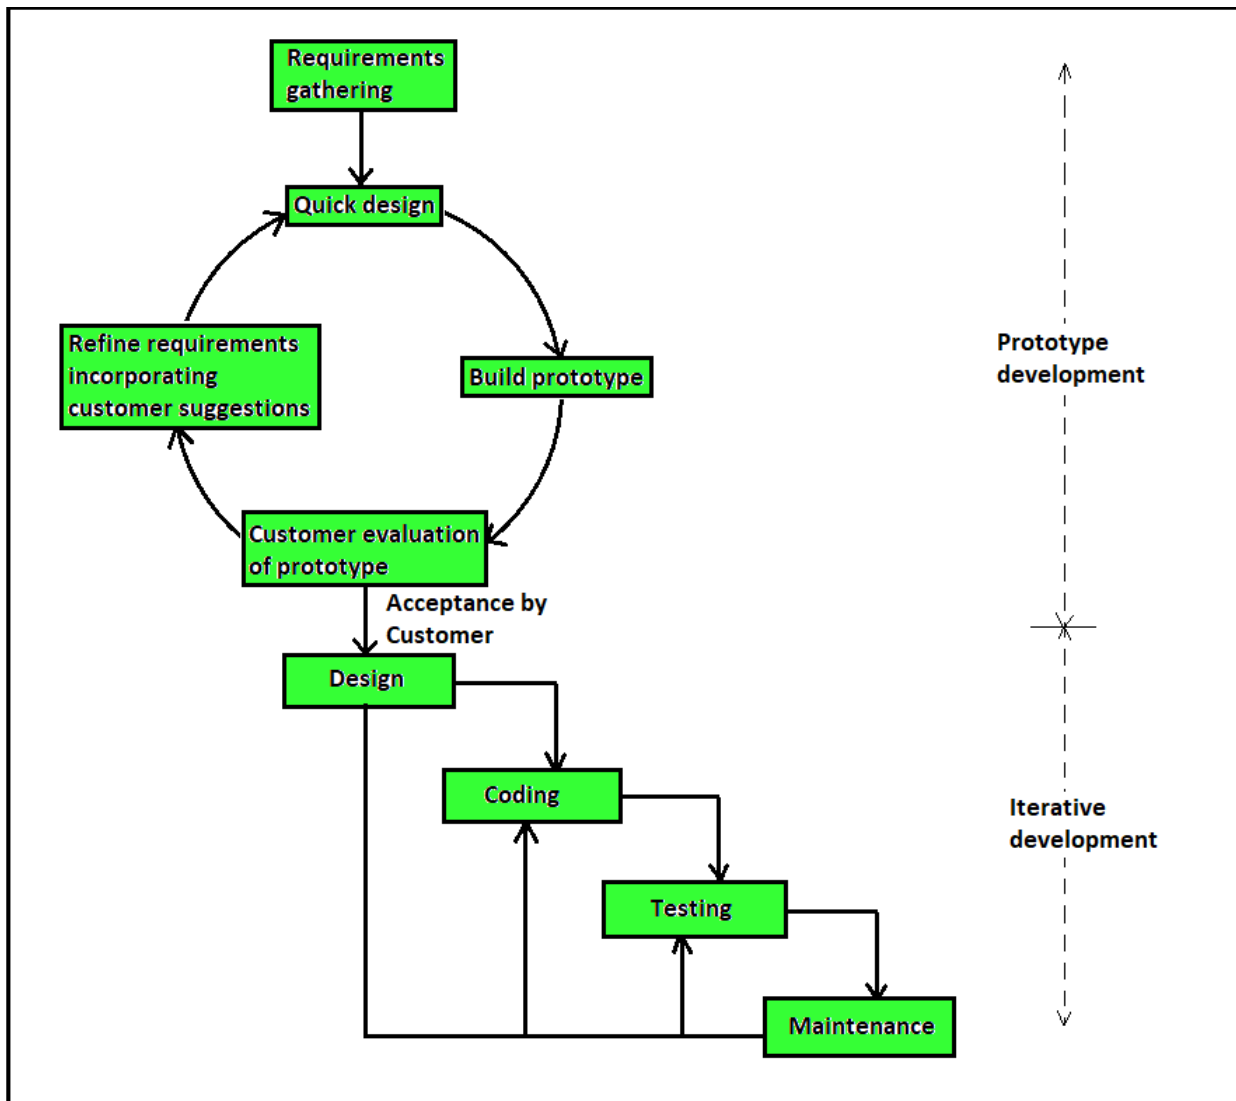 Requirements
gathering
Quick design
Refine requirements
incorporating
customer suggestions
Build prototype
Prototype
development
Customer evaluation
of prototype
Acceptance by
Customer
Design
Coding
Iterative
development
Testing
Maintenance